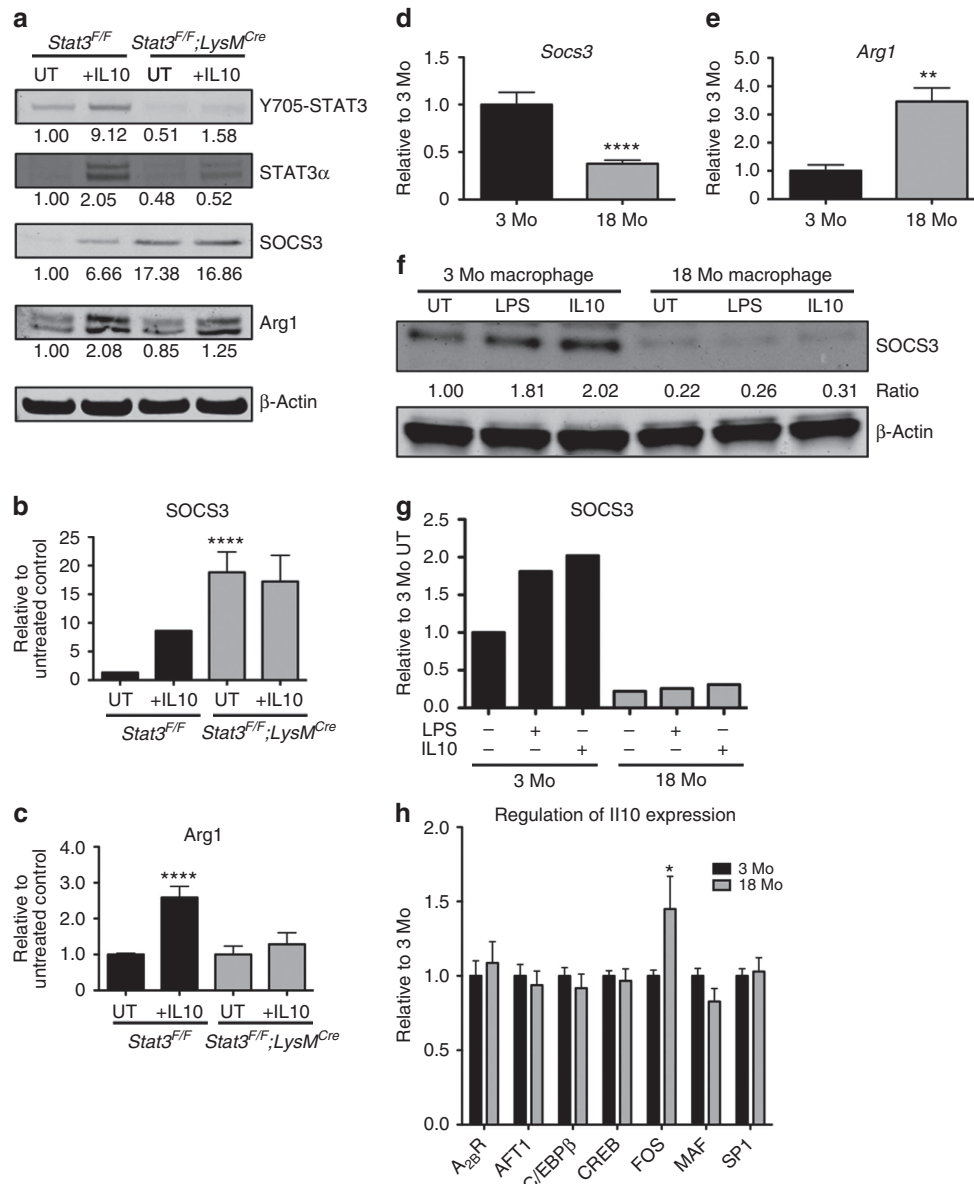 a
Stat3F/F Stat3F/F;LysMCre
UT +IL10 UT +IL10
Y705-STAT3
1.00 9.12 0.51 1.58
STAT3α
1.00 2.05 0.48 0.52
SOCS3
1.00 6.66 17.38 16.86
Arg1
1.00 2.08 0.85 1.25
β-Actin
b
SOCS3
Relative to
untreated control
25
20
15
10
5
0
****
UT +IL10 UT +IL10
Stat3F/F Stat3F/F;LysMCre
c
Arg1
Relative to
untreated control
4.0
3.0
2.0
1.0
0
****
UT +IL10 UT +IL10
Stat3F/F Stat3F/F;LysMCre
d
Socs3
Relative to 3 Mo
1.5
1.0
0.5
0
****
3 Mo 18 Mo
e
Arg1
Relative to 3 Mo
5.0
4.0
3.0
2.0
1.0
0
**
3 Mo 18 Mo
f
3 Mo macrophage 18 Mo macrophage
UT LPS IL10 UT LPS IL10
SOCS3
1.00 1.81 2.02 0.22 0.26 0.31 Ratio
β-Actin
g
SOCS3
Relative to 3 Mo UT
2.5
2.0
1.5
1.0
0.5
0.0
LPS – + – – + –
IL10 – – + – – +
3 Mo 18 Mo
h
Regulation of Il10 expression
Relative to 3 Mo
2.0
1.5
1.0
0.5
0.0
3 Mo
18 Mo
*
A2BR AFT1 C/EBPβ CREB FOS MAF SP1